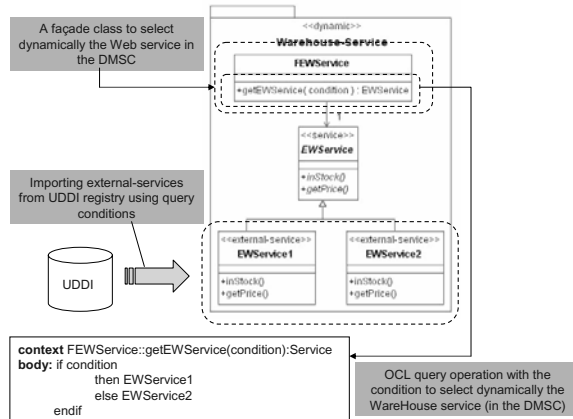 A façade class to select
dynamically the Web service in
the DMSC
<<dynamic>>
Warehouse-Service
FEWService
+getEWService( condition ) : EWService
1
<<service>>
EWService
+inStock()
+getPrice()
Importing external-services
from UDDI registry using query
conditions
UDDI
<<external-service>>
EWService1
+inStock()
+getPrice()
<<external-service>>
EWService2
+inStock()
+getPrice()
context FEWService::getEWService(condition):Service
body: if condition
then EWService1
else EWService2
endif
OCL query operation with the
condition to select dynamically the
WareHouse service (in the DMSC)